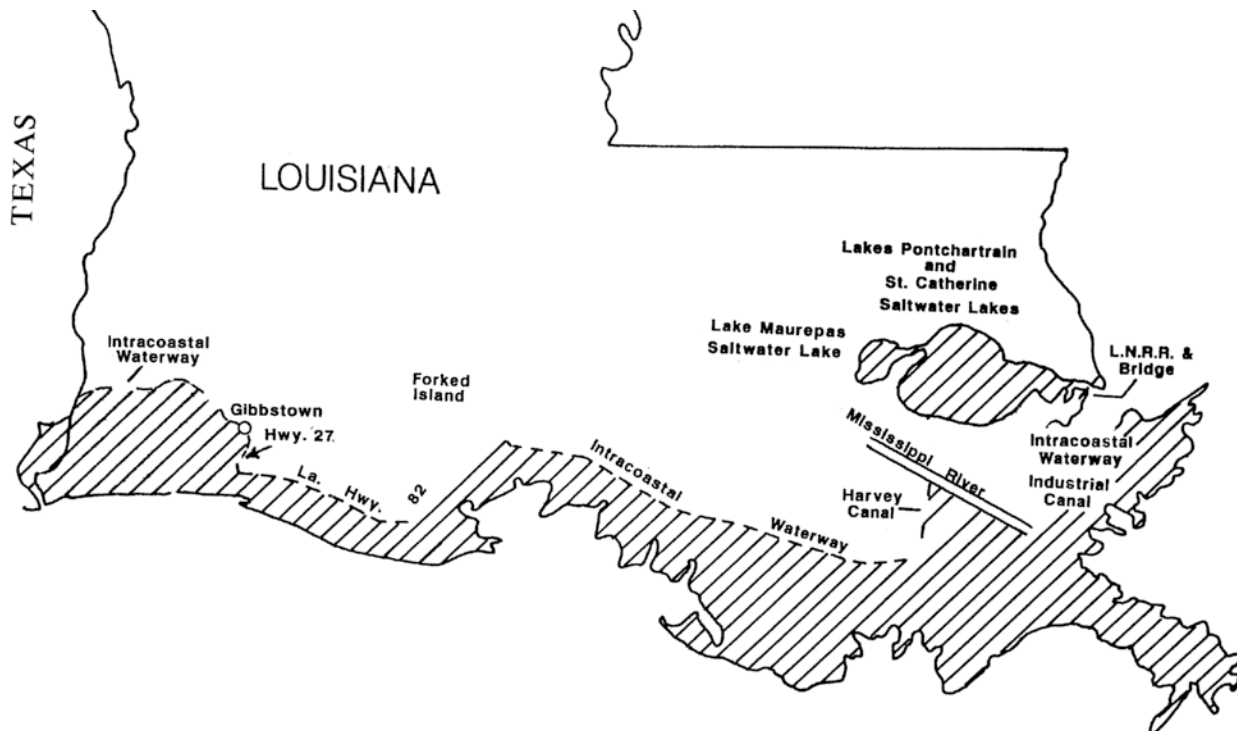 TEXAS
LOUISIANA
Lakes Pontchartrain
and
St. Catherine
Saltwater Lakes
Lake Maurepas
Saltwater Lake
L.N.R.R. &
Bridge
Intracoastal
Waterway
Forked
Island
Gibbstown
Hwy. 27
La. Hwy. 82
Intracoastal Waterway
Mississippi River
Harvey
Canal
Intracoastal
Waterway
Industrial
Canal